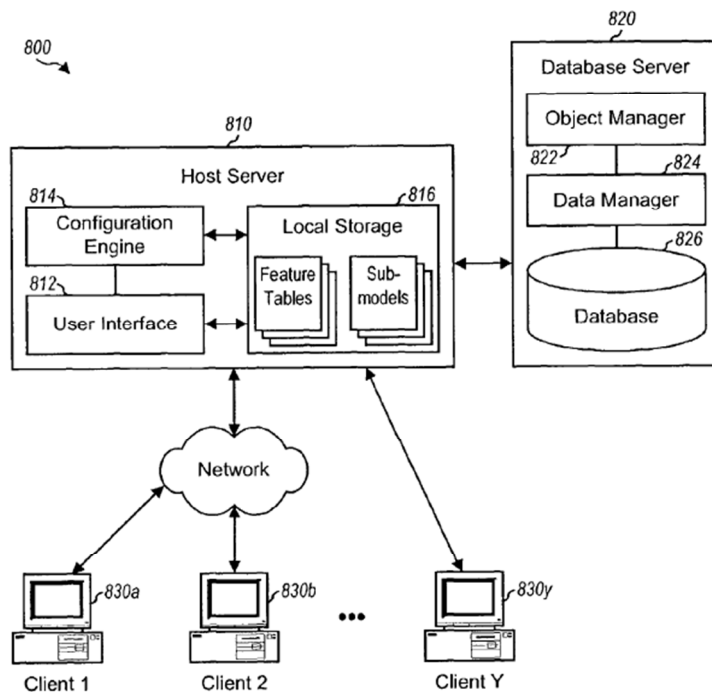 800
820
Database Server
Object Manager
822
824
Data Manager
826
Database
810
Host Server
814
Configuration
Engine
816
Local Storage
Feature
Tables
Sub-
models
812
User Interface
Network
830a
830b
830y
Client 1
Client 2
Client Y